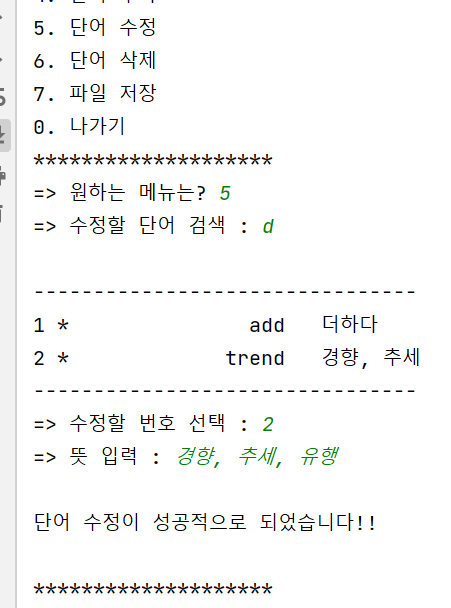 5. 단어 수정
6. 단어 삭제
7. 파일 저장
0. 나가기
********************
=> 원하는 메뉴는? 5
=> 수정할 단어 검색 : d
--------------------------------
1 * add 더하다
2 * trend 경향, 추세
--------------------------------
=> 수정할 번호 선택 : 2
=> 뜻 입력 : 경향, 추세, 유행
단어 수정이 성공적으로 되었습니다!!
********************